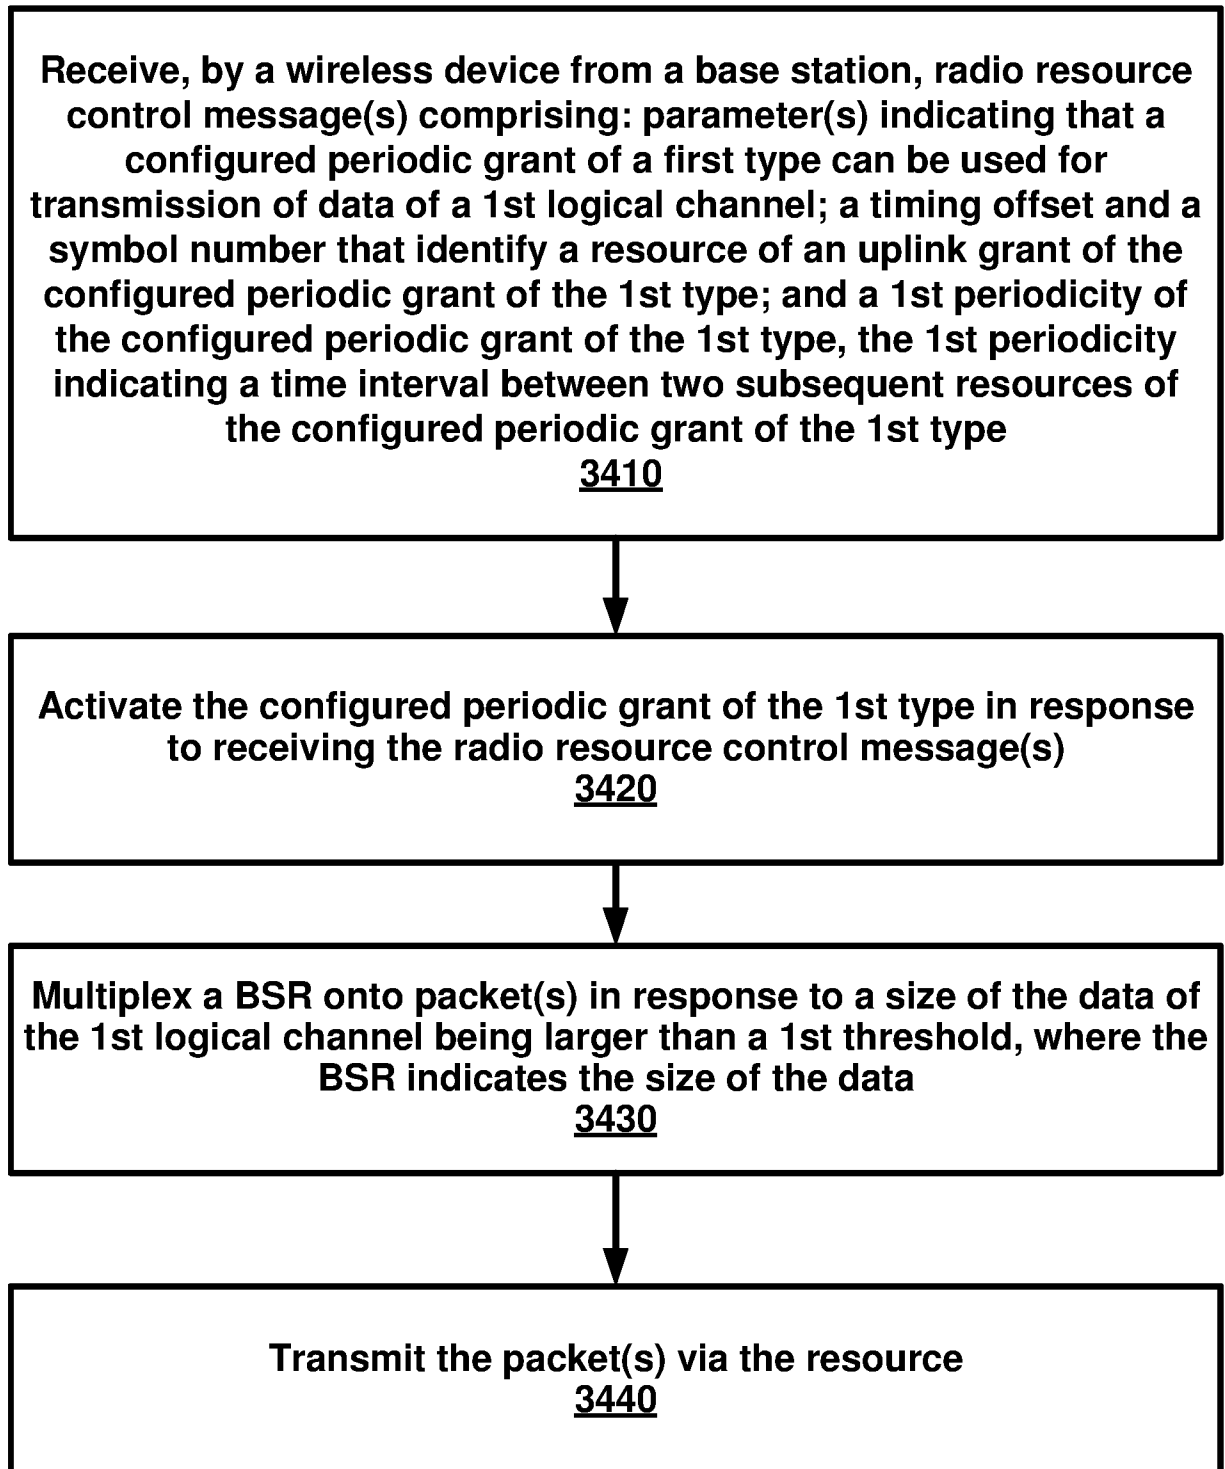 Receive, by a wireless device from a base station, radio resource
control message(s) comprising: parameter(s) indicating that a
configured periodic grant of a first type can be used for
transmission of data of a 1st logical channel; a timing offset and a
symbol number that identify a resource of an uplink grant of the
configured periodic grant of the 1st type; and a 1st periodicity of
the configured periodic grant of the 1st type, the 1st periodicity
indicating a time interval between two subsequent resources of
the configured periodic grant of the 1st type
3410
Activate the configured periodic grant of the 1st type in response
to receiving the radio resource control message(s)
3420
Multiplex a BSR onto packet(s) in response to a size of the data of
the 1st logical channel being larger than a 1st threshold, where the
BSR indicates the size of the data
3430
Transmit the packet(s) via the resource
3440